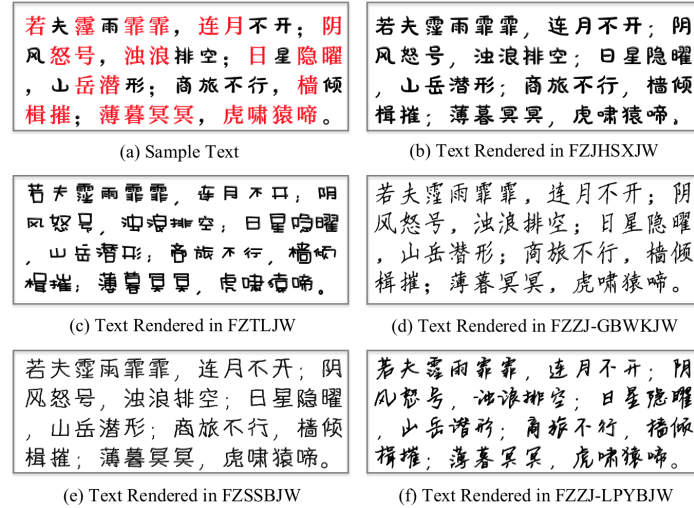 若夫霪雨霏霏，连月不开；阴
风怒号，浊浪排空；日星隐曜
，山岳潜形；商旅不行，樯倾
楫摧；薄暮冥冥，虎啸猿啼。
(a) Sample Text
若夫霪雨霏霏，连月不开；阴
风怒号，浊浪排空；日星隐曜
，山岳潜形；商旅不行，樯倾
楫摧；薄暮冥冥，虎啸猿啼。
(b) Text Rendered in FZJHSXJW
若夫霪雨霏霏，连月不开；阴
风怒号，浊浪排空；日星隐曜
，山岳潜形；商旅不行，樯倾
楫摧；薄暮冥冥，虎啸猿啼。
(c) Text Rendered in FZTLJW
若夫霪雨霏霏，连月不开；阴
风怒号，浊浪排空；日星隐曜
，山岳潜形；商旅不行，樯倾
楫摧；薄暮冥冥，虎啸猿啼。
(d) Text Rendered in FZZJ-GBWKJW
若夫霪雨霏霏，连月不开；阴
风怒号，浊浪排空；日星隐曜
，山岳潜形；商旅不行，樯倾
楫摧；薄暮冥冥，虎啸猿啼。
(e) Text Rendered in FZSSBJW
若夫霪雨霏霏，连月不开；阴
风怒号，浊浪排空；日星隐曜
，山岳潜形；商旅不行，樯倾
楫摧；薄暮冥冥，虎啸猿啼。
(f) Text Rendered in FZZJ-LPYBJW